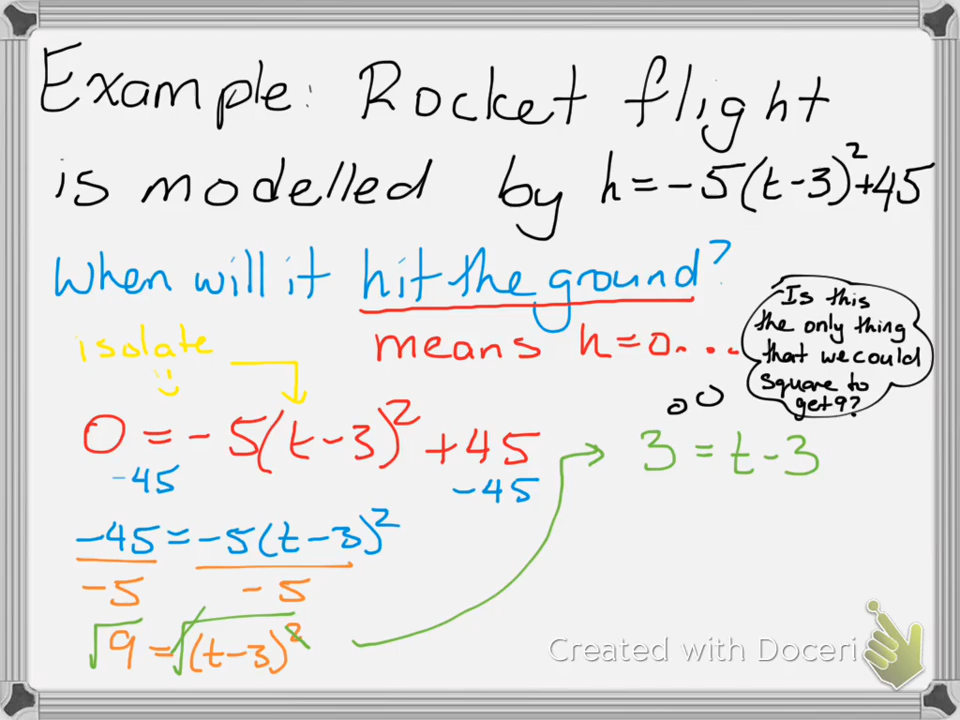 Example: Rocket flight
is modelled by h = -5(t-3)²+45
When will it hit the ground?
means h=0...
Is this
the only thing
that we could
square to
get 9?
isolate
0 = -5(t-3)² +45
-45 -45
-45 = -5(t-3)²
-5 -5
√9 = √(t-3)²
3 = t-3
Created with Doceri